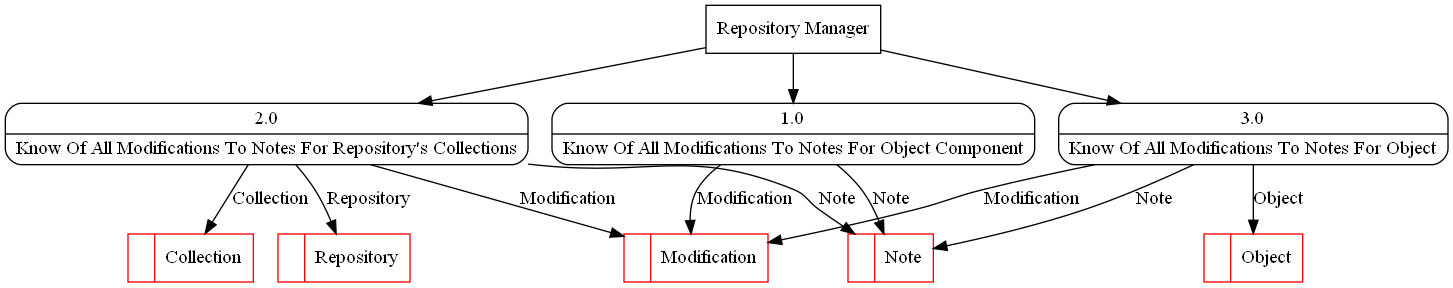 Repository Manager
2.0
Know Of All Modifications To Notes For Repository's Collections
1.0
Know Of All Modifications To Notes For Object Component
3.0
Know Of All Modifications To Notes For Object
Collection
Repository
Modification
Modification
Note
Note
Modification
Note
Object
Collection
Repository
Modification
Note
Object